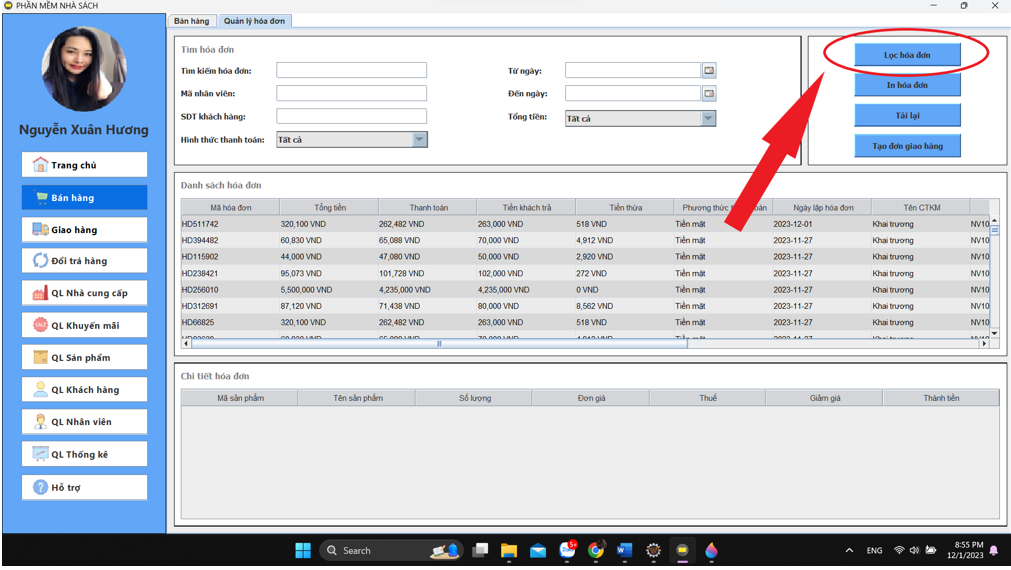 PHẦN MỀM NHÀ SÁCH
Nguyễn Xuân Hương
Trang chủ
Bán hàng
Giao hàng
Đổi trả hàng
QL Nhà cung cấp
SALE QL Khuyến mãi
QL Sản phẩm
QL Khách hàng
QL Nhân viên
QL Thống kê
Hỗ trợ
Bán hàng Quản lý hóa đơn
Tìm hóa đơn
Tìm kiếm hóa đơn: Từ ngày:
Mã nhân viên: Đến ngày:
SDT khách hàng: Tổng tiền: Tất cả
Hình thức thanh toán: Tất cả
Lọc hóa đơn
In hóa đơn
Tải lại
Tạo đơn giao hàng
Danh sách hóa đơn
Mã hóa đơn Tổng tiền Thanh toán Tiền khách trả Tiền thừa Phương thức oán Ngày lập hóa đơn Tên CTKM
HD511742 320,100 VND 262,482 VND 263,000 VND 518 VND Tiền mặt 2023-12-01 Khai trương NV10
HD394482 60,830 VND 65,088 VND 70,000 VND 4,912 VND Tiền mặt 2023-11-27 Khai trương NV10
HD115902 44,000 VND 47,080 VND 50,000 VND 2,920 VND Tiền mặt 2023-11-27 Khai trương NV10
HD238421 95,073 VND 101,728 VND 102,000 VND 272 VND Tiền mặt 2023-11-27 Khai trương NV10
HD256010 5,500,000 VND 4,235,000 VND 4,235,000 VND 0 VND Tiền mặt 2023-11-27 Khai trương NV10
HD312691 87,120 VND 71,438 VND 80,000 VND 8,562 VND Tiền mặt 2023-11-27 Khai trương NV10
HD66825 320,100 VND 262,482 VND 263,000 VND 518 VND Tiền mặt 2023-11-27 Khai trương NV10
Chi tiết hóa đơn
Mã sản phẩm Tên sản phẩm Số lượng Đơn giá Thuế Giảm giá Thành tiền
Search 5+ Zalo ENG 8:55 PM
12/1/2023